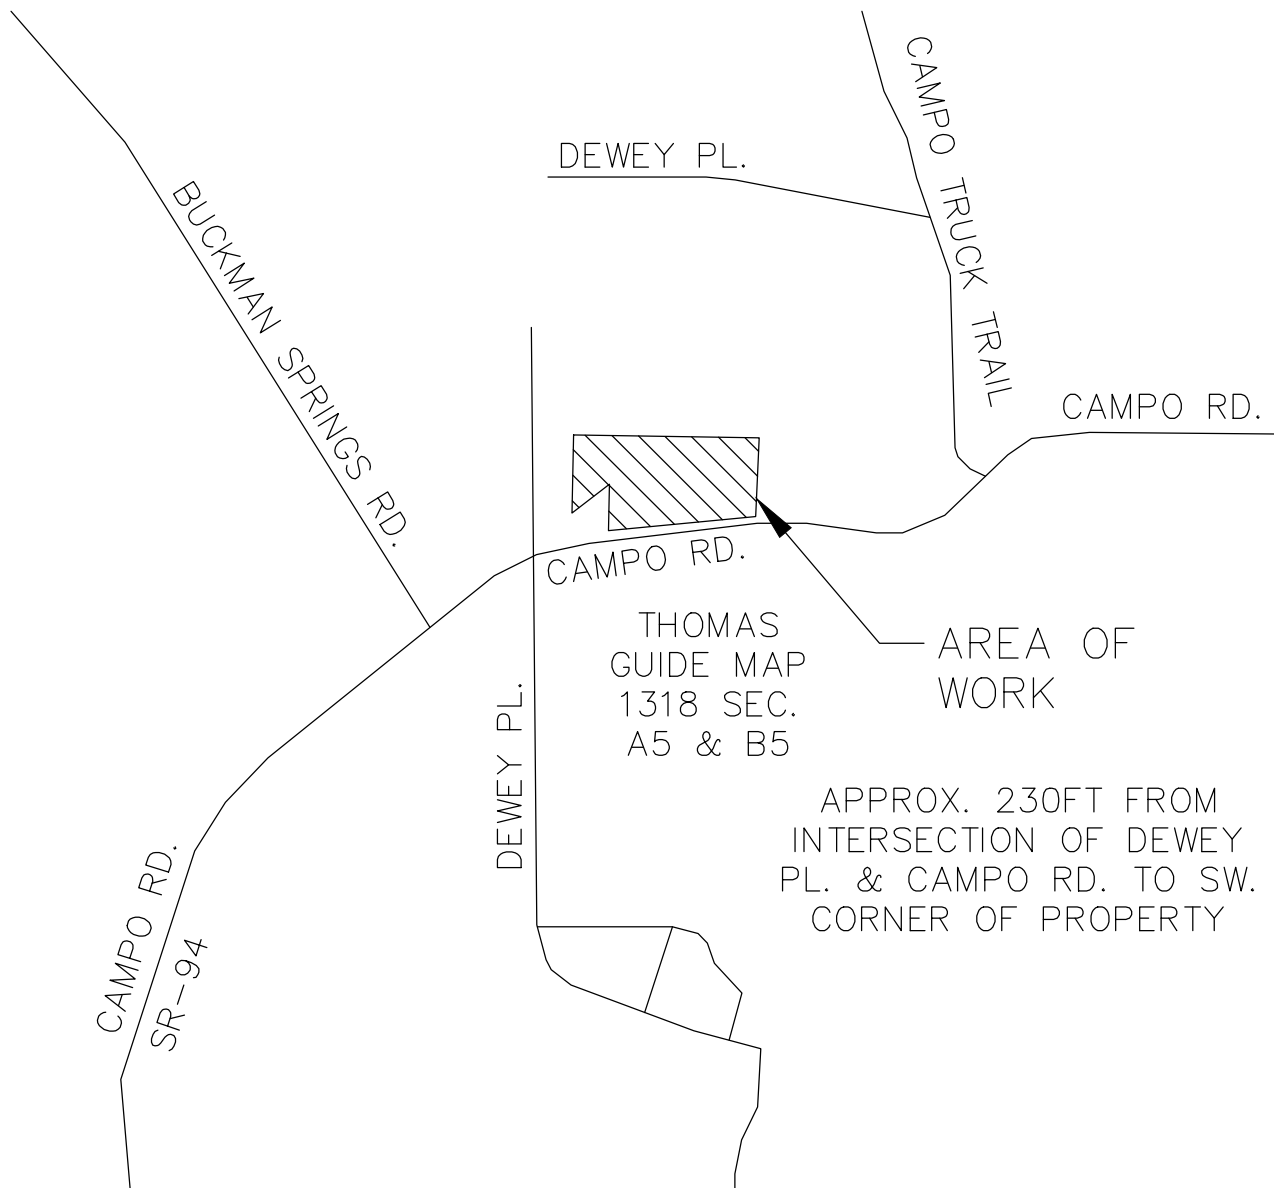 CAMPO TRUCK TRAIL
DEWEY PL.
BUCKMAN SPRINGS RD.
CAMPO RD.
CAMPO RD.
THOMAS
GUIDE MAP
1318 SEC.
A5 & B5
AREA OF
WORK
DEWEY PL.
APPROX. 230FT FROM
INTERSECTION OF DEWEY
PL. & CAMPO RD. TO SW.
CORNER OF PROPERTY
CAMPO RD.
SR-94